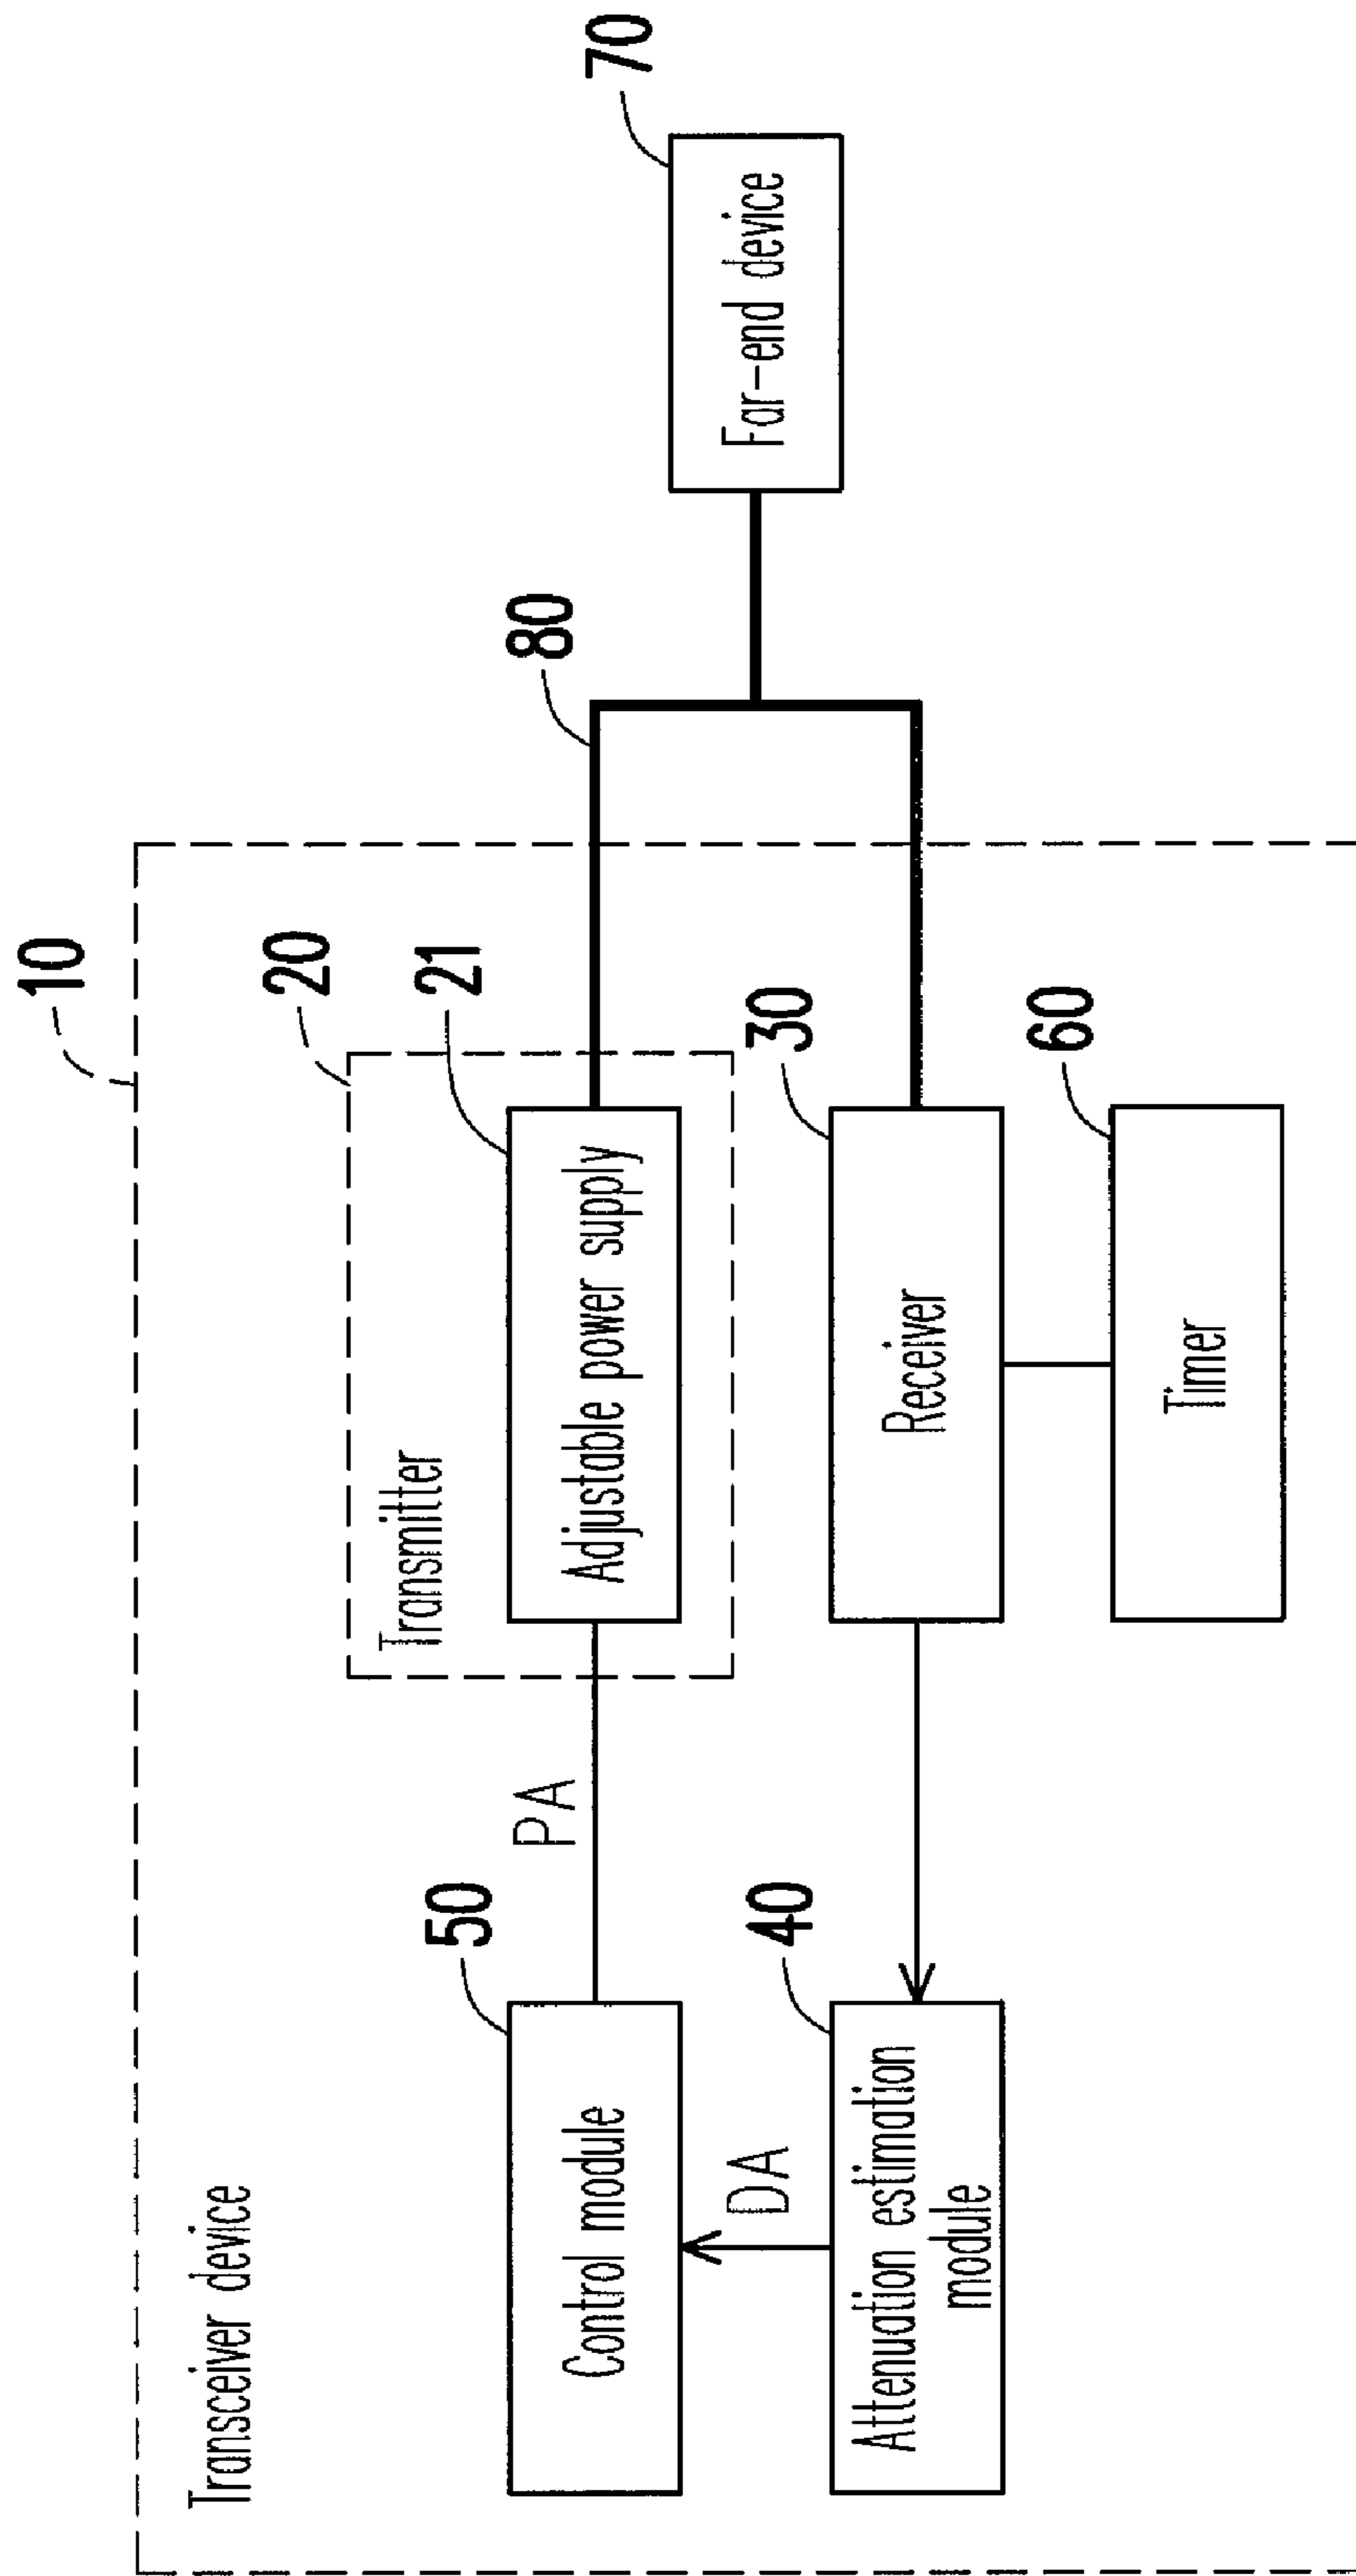 10
Transceiver device
20
Transmitter
21
Adjustable power supply
PA
50
Control module
80
70
Far-end device
30
Receiver
DA
40
Attenuation estimation
module
60
Timer